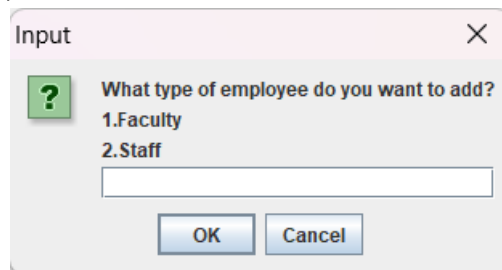 Input
?
What type of employee do you want to add?
1.Faculty
2.Staff
OK Cancel